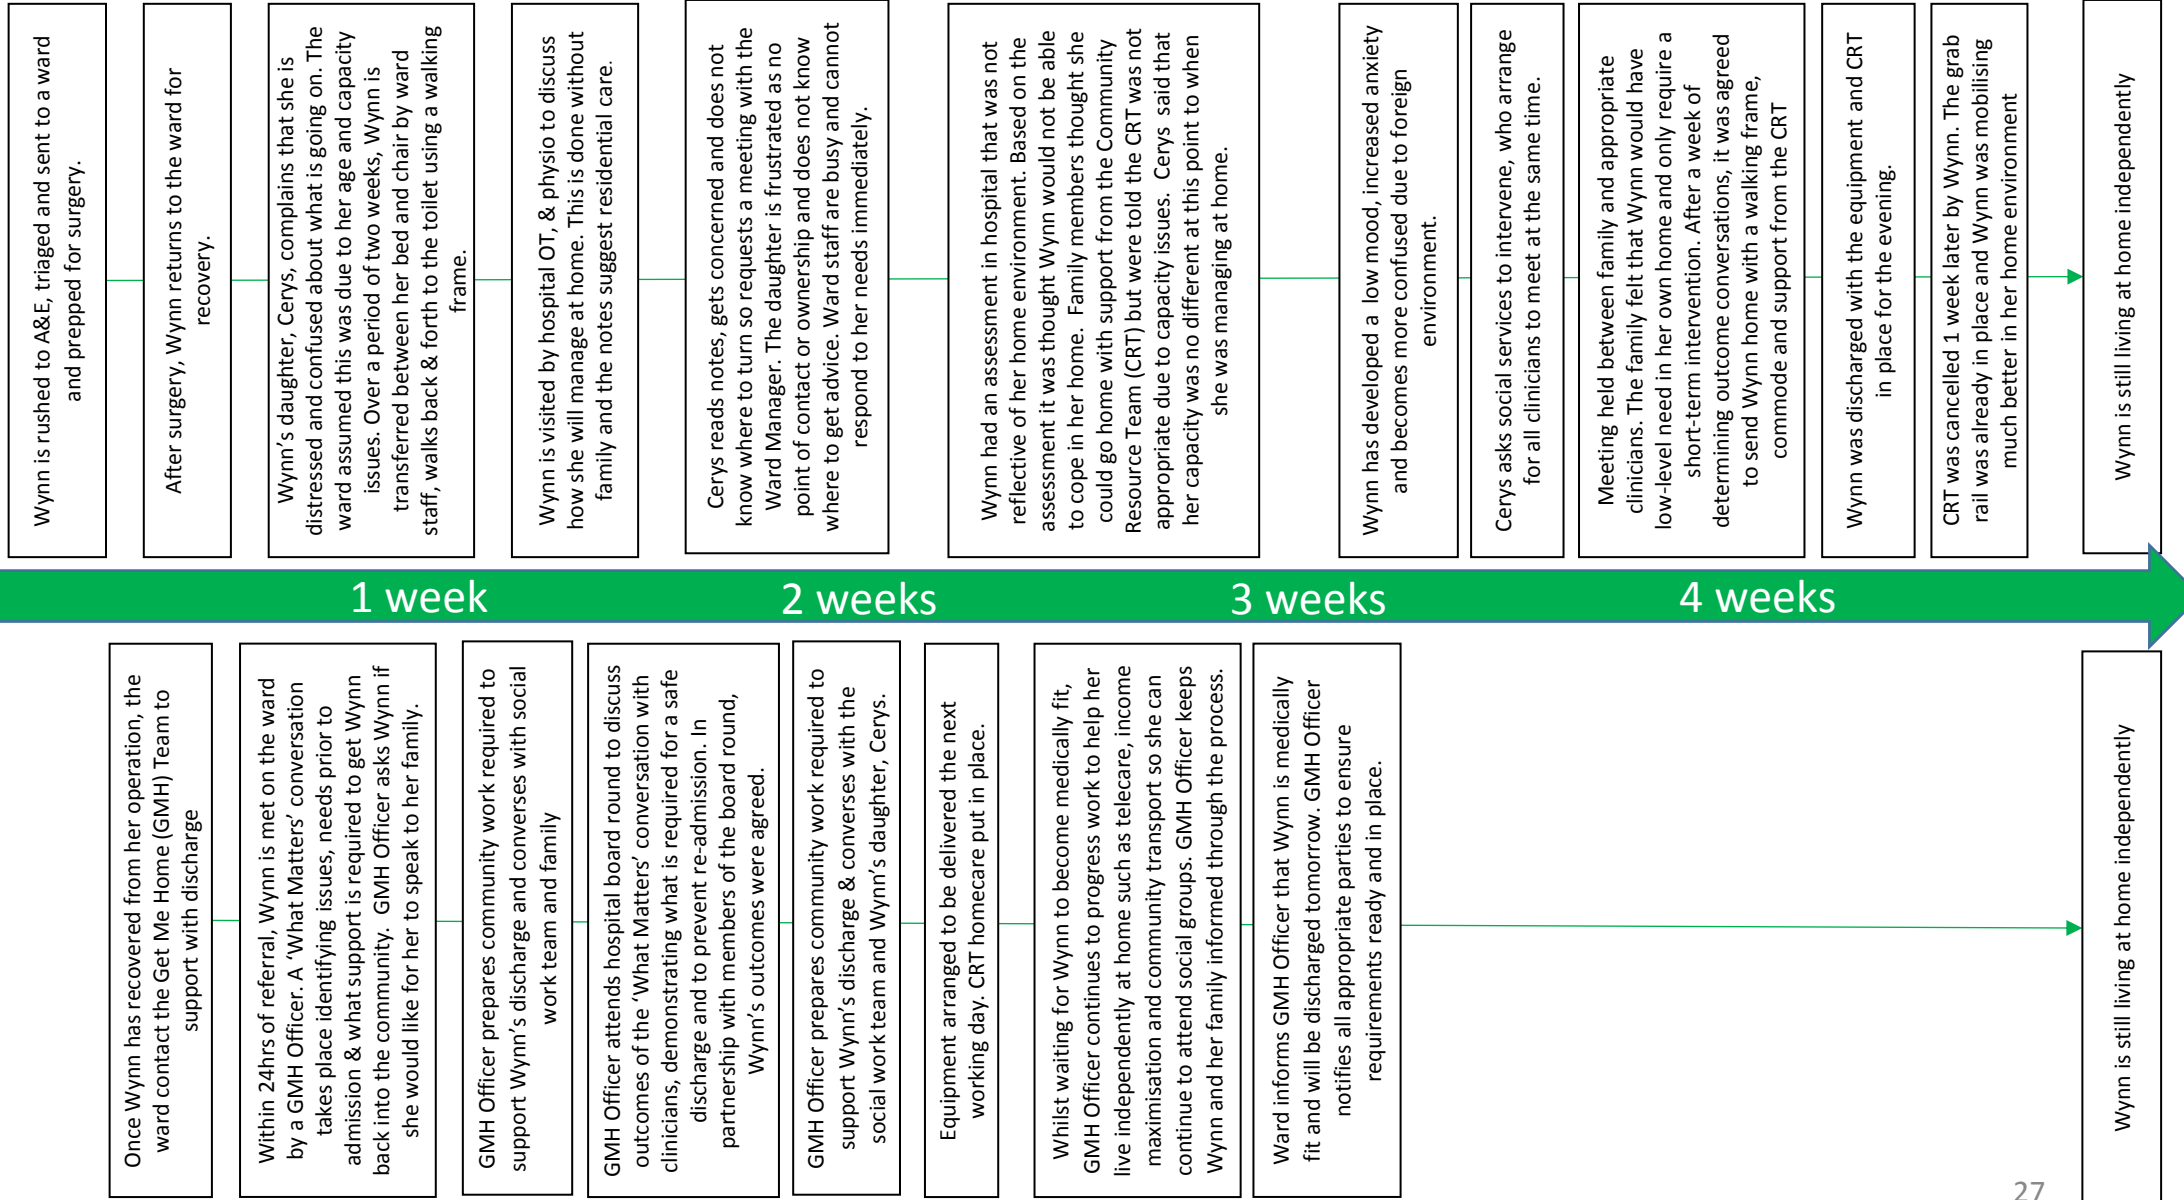 Wynn is rushed to A&E, triaged and sent to a ward
and prepped for surgery.
After surgery, Wynn returns to the ward for
recovery.
Wynn's daughter, Cerys, complains that she is
distressed and confused about what is going on. The
ward assumed this was due to her age and capacity
issues. Over a period of two weeks, Wynn is
transferred between her bed and chair by ward
staff, walks back & forth to the toilet using a walking
frame.
Wynn is visited by hospital OT, & physio to discuss
how she will manage at home. This is done without
family and the notes suggest residential care.
Cerys reads notes, gets concerned and does not
know where to turn so requests a meeting with the
Ward Manager. The daughter is frustrated as no
point of contact or ownership and does not know
where to get advice. Ward staff are busy and cannot
respond to her needs immediately.
Wynn had an assessment in hospital that was not
reflective of her home environment. Based on the
assessment it was thought Wynn would not be able
to cope in her home. Family members thought she
could go home with support from the Community
Resource Team (CRT) but were told the CRT was not
appropriate due to capacity issues. Cerys said that
her capacity was no different at this point to when
she was managing at home.
Wynn has developed a low mood, increased anxiety
and becomes more confused due to foreign
environment.
Cerys asks social services to intervene, who arrange
for all clinicians to meet at the same time.
Meeting held between family and appropriate
clinicians. The family felt that Wynn would have
low-level need in her own home and only require a
short-term intervention. After a week of
determining outcome conversations, it was agreed
to send Wynn home with a walking frame,
commode and support from the CRT
Wynn was discharged with the equipment and CRT
in place for the evening.
CRT was cancelled 1 week later by Wynn. The grab
rail was already in place and Wynn was mobilising
much better in her home environment
Wynn is still living at home independently
1 week
2 weeks
3 weeks
4 weeks
Once Wynn has recovered from her operation, the
ward contact the Get Me Home (GMH) Team to
support with discharge
Within 24hrs of referral, Wynn is met on the ward
by a GMH Officer. A 'What Matters' conversation
takes place identifying issues, needs prior to
admission & what support is required to get Wynn
back into the community. GMH Officer asks Wynn if
she would like for her to speak to her family.
GMH Officer prepares community work required to
support Wynn's discharge and converses with social
work team and family
GMH Officer attends hospital board round to discuss
outcomes of the 'What Matters' conversation with
clinicians, demonstrating what is required for a safe
discharge and to prevent re-admission. In
partnership with members of the board round,
Wynn's outcomes were agreed.
GMH Officer prepares community work required to
support Wynn's discharge & converses with the
social work team and Wynn's daughter, Cerys.
Equipment arranged to be delivered the next
working day. CRT homecare put in place.
Whilst waiting for Wynn to become medically fit,
GMH Officer continues to progress work to help her
live independently at home such as telecare, income
maximisation and community transport so she can
continue to attend social groups. GMH Officer keeps
Wynn and her family informed through the process.
Ward informs GMH Officer that Wynn is medically
fit and will be discharged tomorrow. GMH Officer
notifies all appropriate parties to ensure
requirements ready and in place.
Wynn is still living at home independently
27